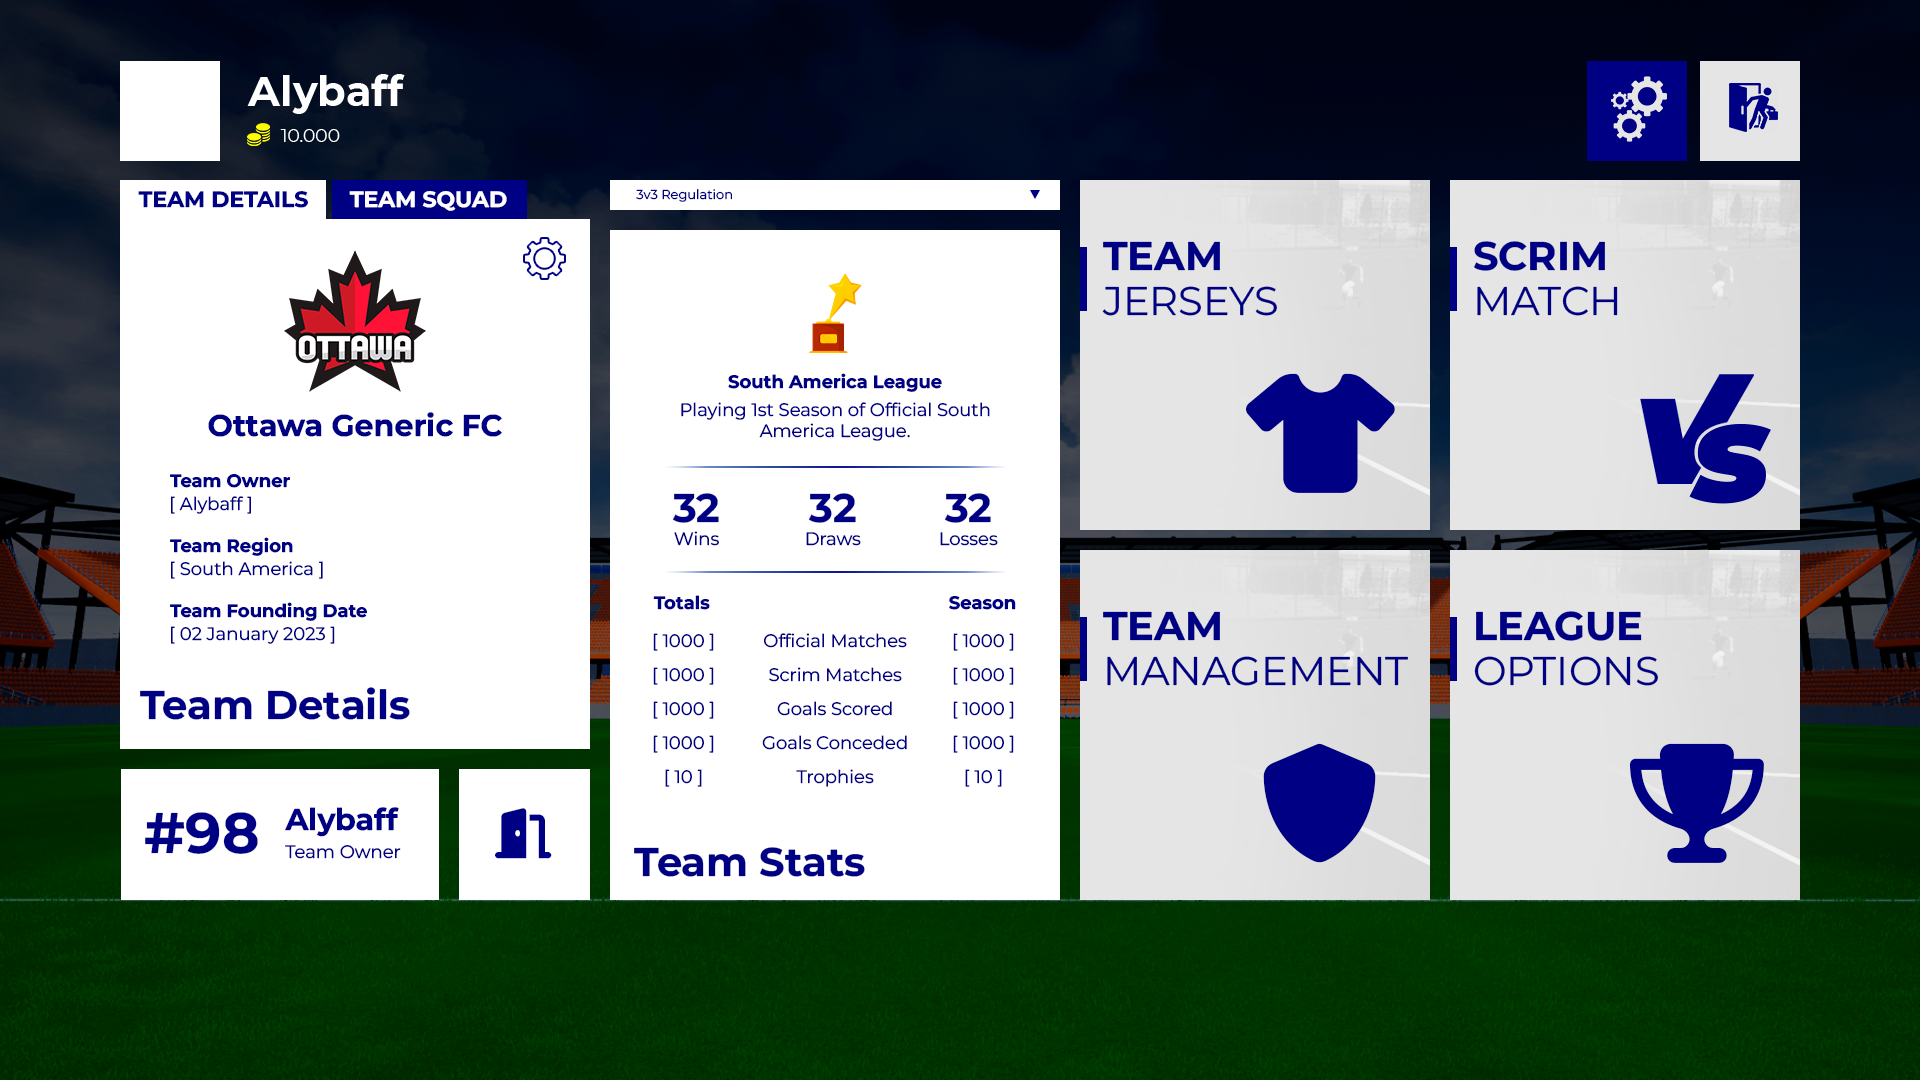 Alybaff
10.000
TEAM DETAILS
TEAM SQUAD
OTTAWA
Ottawa Generic FC
Team Owner
[ Alybaff ]
Team Region
[ South America ]
Team Founding Date
[ 02 January 2023 ]
Team Details
#98
Alybaff
Team Owner
3v3 Regulation
South America League
Playing 1st Season of Official South
America League.
32 32 32
Wins Draws Losses
Totals Season
[ 1000 ] Official Matches [ 1000 ]
[ 1000 ] Scrim Matches [ 1000 ]
[ 1000 ] Goals Scored [ 1000 ]
[ 1000 ] Goals Conceded [ 1000 ]
[ 10 ] Trophies [ 10 ]
Team Stats
TEAM
JERSEYS
SCRIM
MATCH
VS
TEAM
MANAGEMENT
LEAGUE
OPTIONS